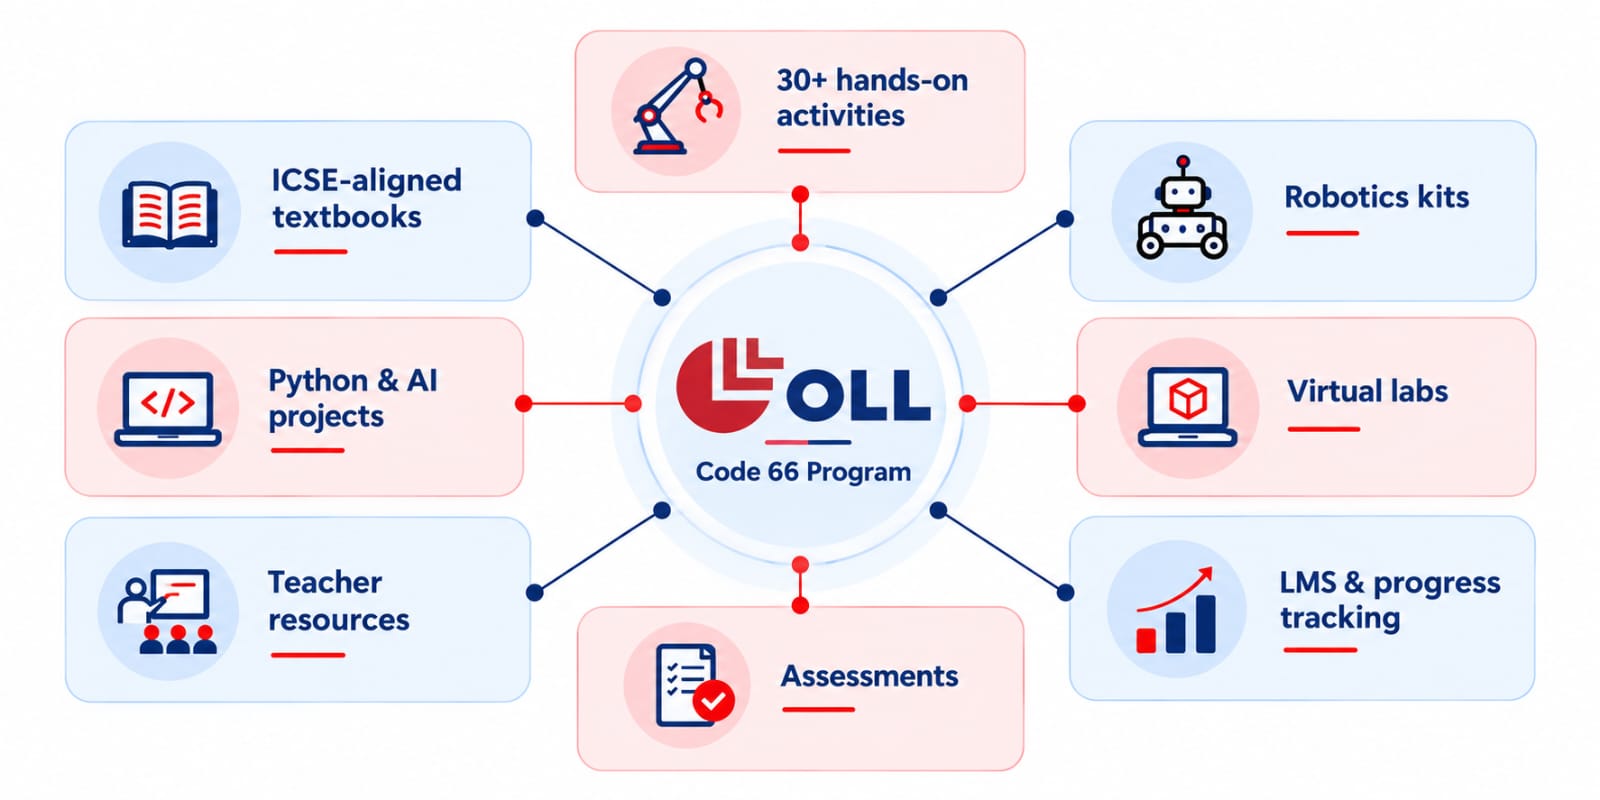 30+ hands-on
activities
ICSE-aligned
textbooks
Robotics kits
Python & AI
projects
OLL
Code 66 Program
Virtual labs
Teacher
resources
Assessments
LMS & progress
tracking